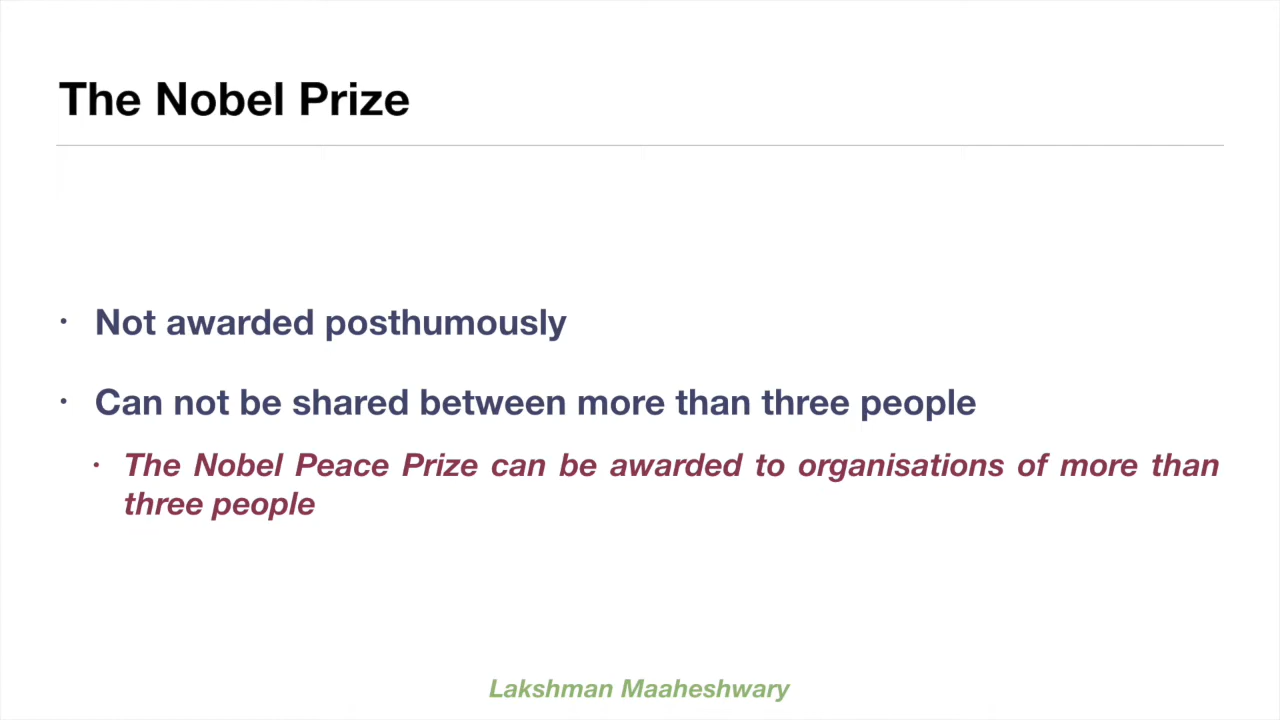 The Nobel Prize
• Not awarded posthumously
• Can not be shared between more than three people
• The Nobel Peace Prize can be awarded to organisations of more than
three people
Lakshman Maaheshwary